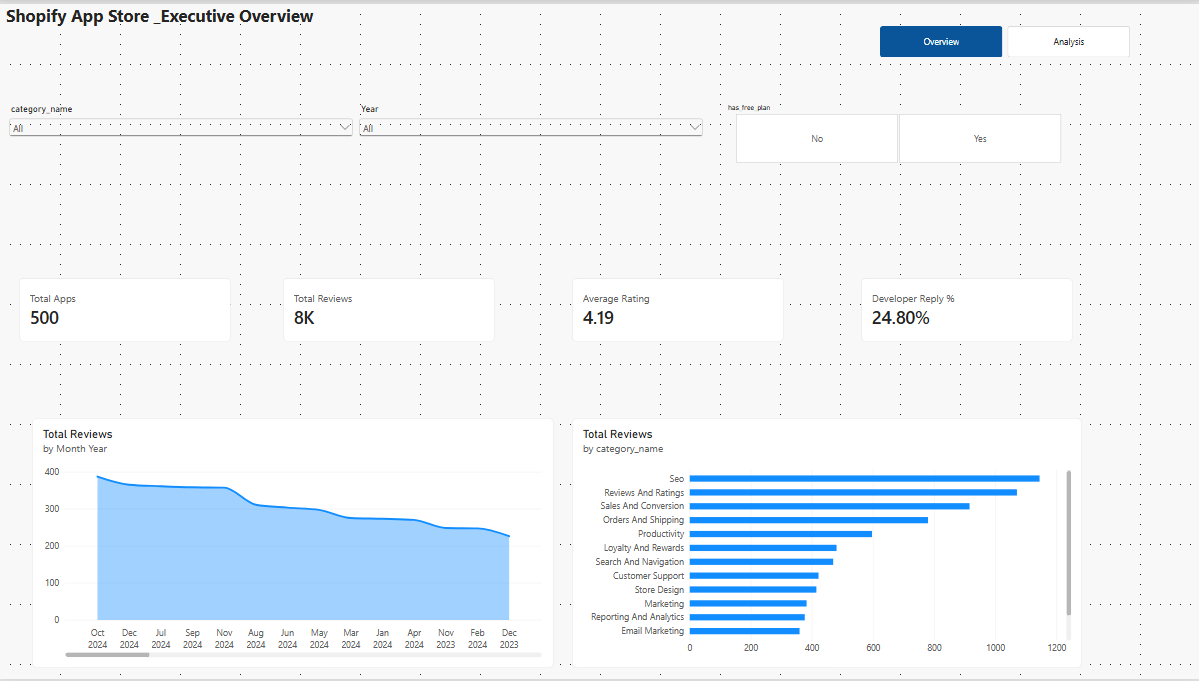 Shopify App Store _Executive Overview
Overview
Analysis
category_name
All
Year
All
has_free_plan
No
Yes
Total Apps
500
Total Reviews
8K
Average Rating
4.19
Developer Reply %
24.80%
Total Reviews
by Month Year
400
300
200
100
0
Oct 2024
Dec 2024
Jul 2024
Sep 2024
Nov 2024
Aug 2024
Jun 2024
May 2024
Mar 2024
Jan 2024
Apr 2024
Nov 2023
Feb 2024
Dec 2023
Total Reviews
by category_name
Seo
Reviews And Ratings
Sales And Conversion
Orders And Shipping
Productivity
Loyalty And Rewards
Search And Navigation
Customer Support
Store Design
Marketing
Reporting And Analytics
Email Marketing
0
200
400
600
800
1000
1200